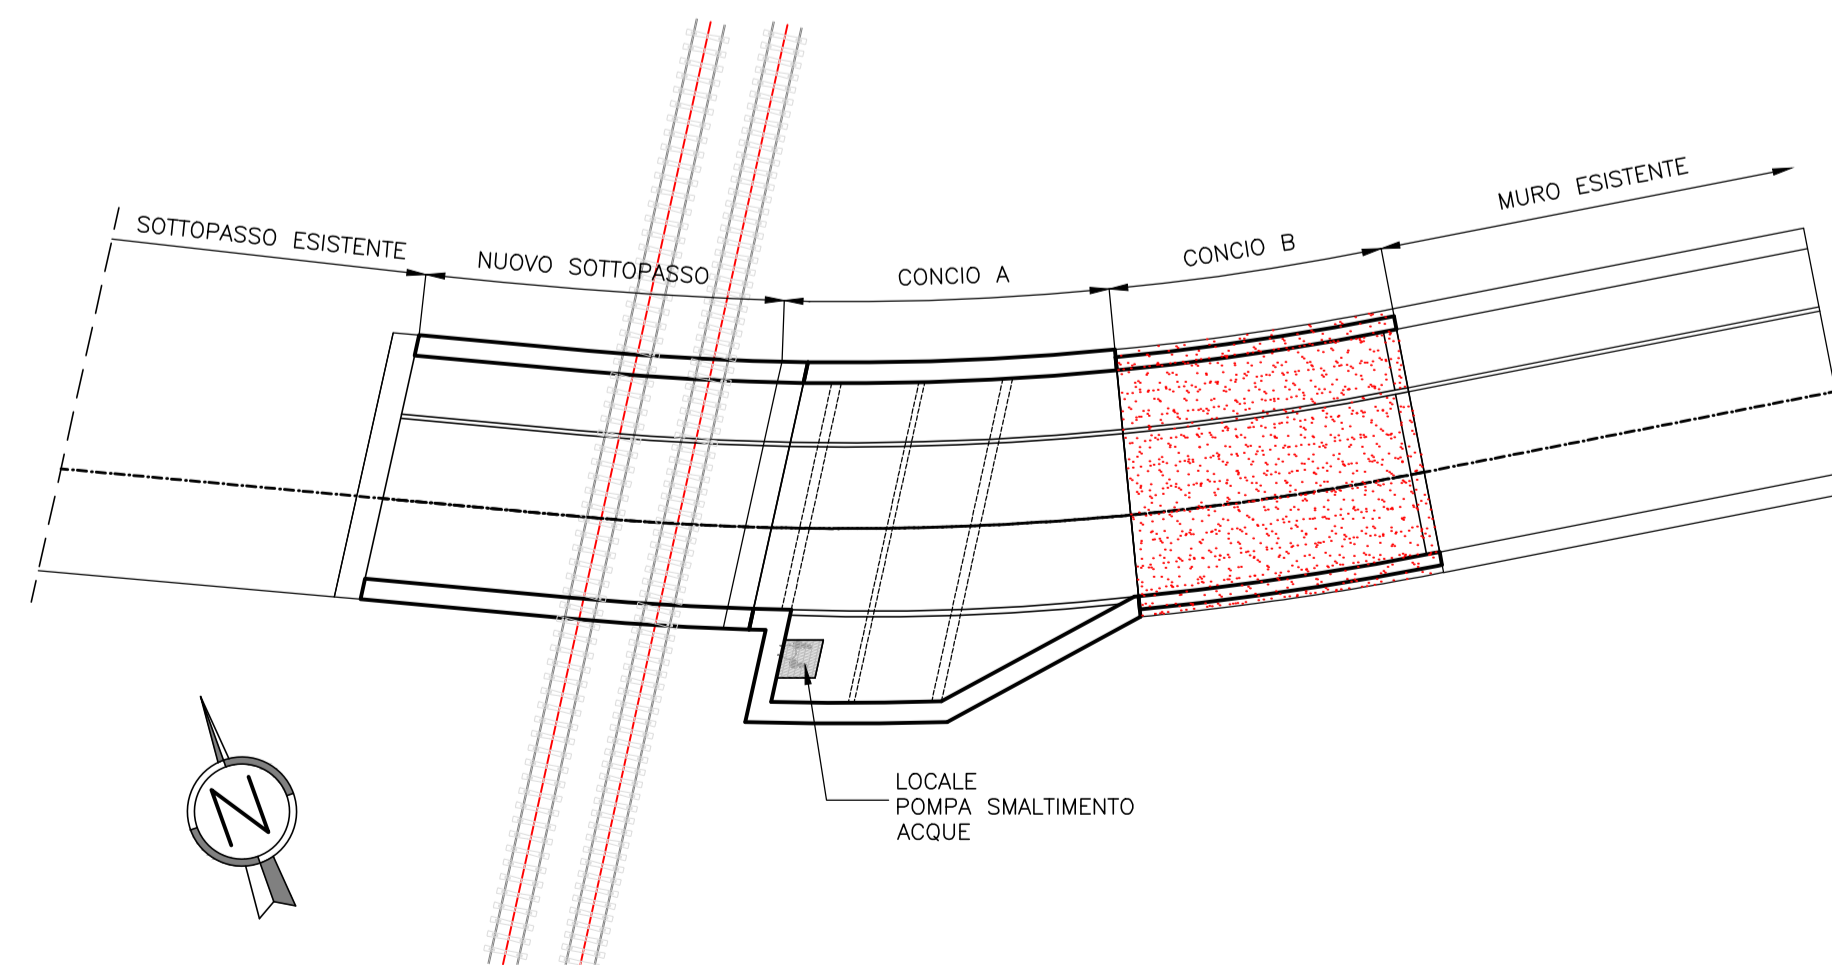 SOTTOPASSO ESISTENTE
NUOVO SOTTOPASSO
CONCIO A
CONCIO B
MURO ESISTENTE
LOCALE
POMPA SMALTIMENTO
ACQUE
N